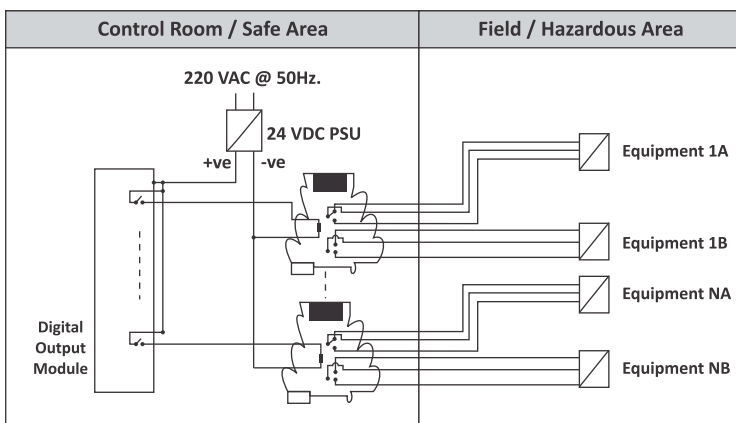 Control Room / Safe Area
Field / Hazardous Area
220 VAC @ 50Hz.
24 VDC PSU
+ve
-ve
Equipment 1A
Equipment 1B
Equipment NA
Equipment NB
Digital
Output
Module